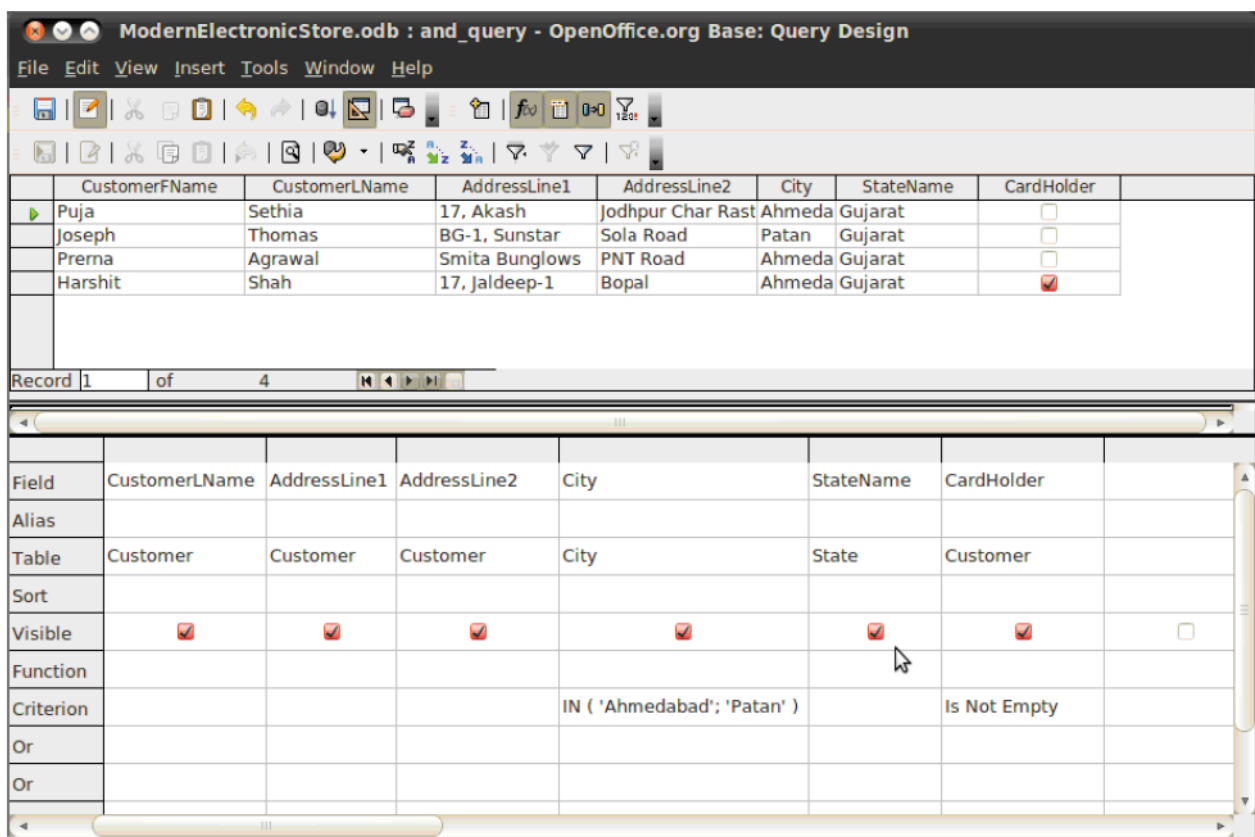 ModernElectronicStore.odb : and_query - OpenOffice.org Base: Query Design
File Edit View Insert Tools Window Help
CustomerFName CustomerLName AddressLine1 AddressLine2 City StateName CardHolder
Puja Sethia 17, Akash Jodhpur Char Rast Ahmeda Gujarat
Joseph Thomas BG-1, Sunstar Sola Road Patan Gujarat
Prerna Agrawal Smita Bunglows PNT Road Ahmeda Gujarat
Harshit Shah 17, Jaldeep-1 Bopal Ahmeda Gujarat
Record 1 of 4
Field CustomerLName AddressLine1 AddressLine2 City StateName CardHolder
Alias
Table Customer Customer Customer City State Customer
Sort
Visible
Function
Criterion IN ( 'Ahmedabad'; 'Patan' ) Is Not Empty
Or
Or